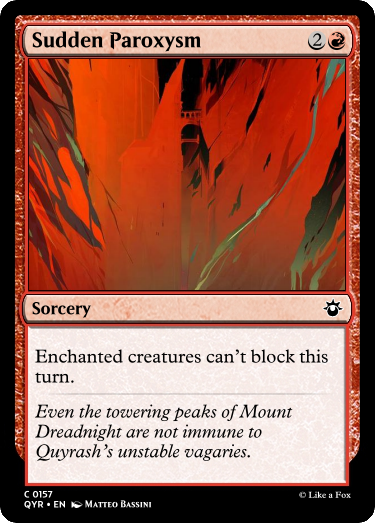 Sudden Paroxysm 2
Sorcery
Enchanted creatures can't block this
turn.
Even the towering peaks of Mount
Dreadnight are not immune to
Quyrash's unstable vagaries.
C 0157
QYR • EN Matteo Bassini
© Like a Fox